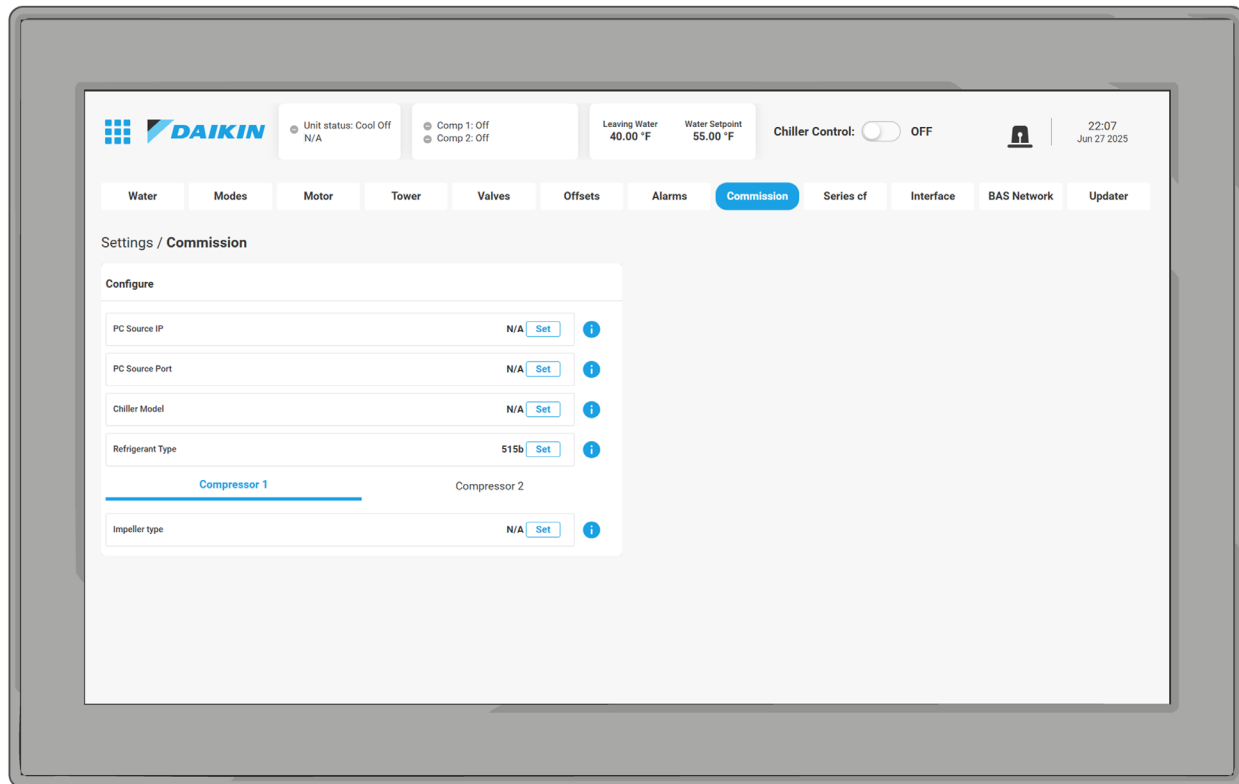 DAIKIN
Unit status: Cool Off
N/A
Comp 1: Off
Comp 2: Off
Leaving Water
40.00 °F
Water Setpoint
55.00 °F
Chiller Control:
OFF
22:07
Jun 27 2025
Water
Modes
Motor
Tower
Valves
Offsets
Alarms
Commission
Series cf
Interface
BAS Network
Updater
Settings / Commission
Configure
PC Source IP N/A Set i
PC Source Port N/A Set i
Chiller Model N/A Set i
Refrigerant Type 515b Set i
Compressor 1
Compressor 2
Impeller type N/A Set i